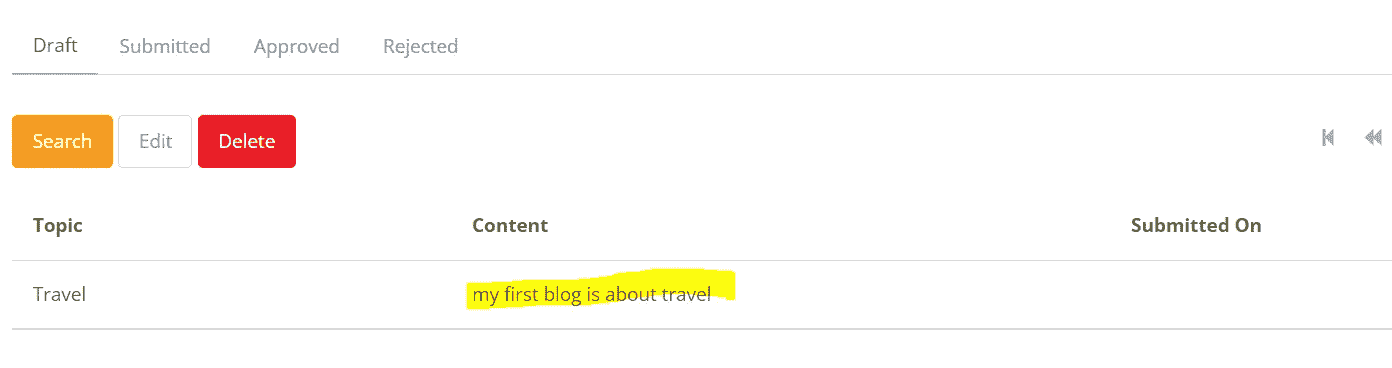 Draft Submitted Approved Rejected
Search Edit Delete
Topic Content Submitted On
Travel my first blog is about travel